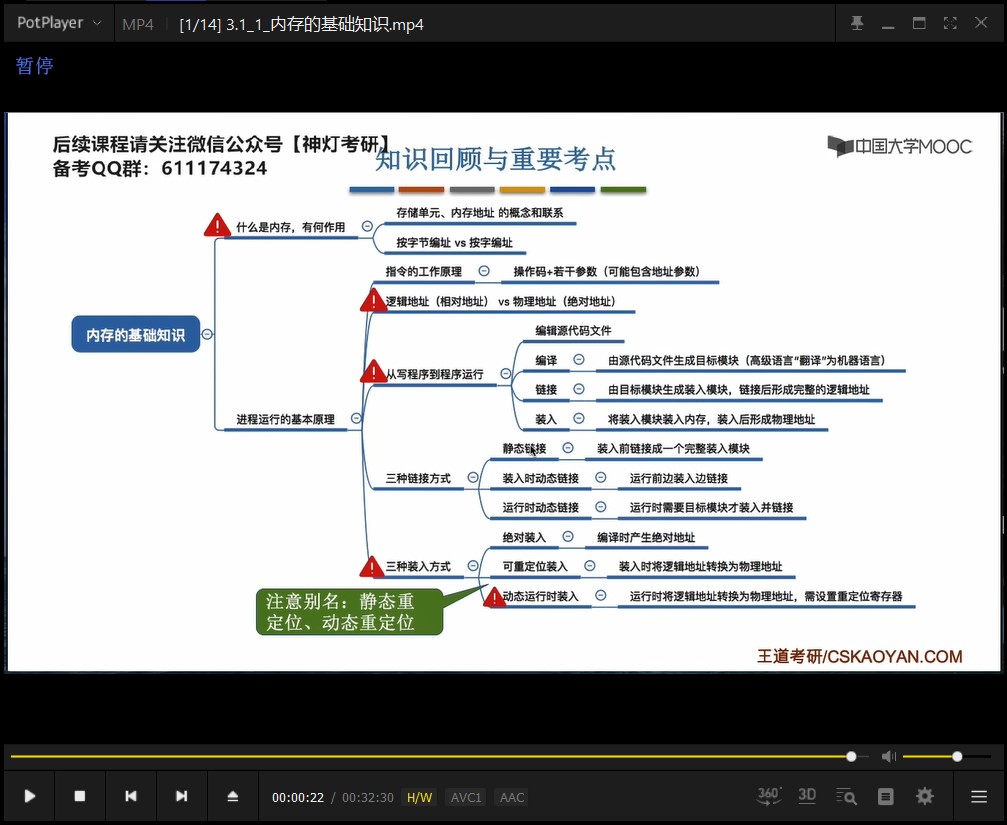 PotPlayer MP4 [1/14] 3.1_1_内存的基础知识.mp4
暂停
后续课程请关注微信公众号【神灯考研】
备考QQ群：611174324
知识回顾与重要考点
中国大学MOOC
内存的基础知识
什么是内存，有何作用
存储单元、内存地址 的概念和联系
按字节编址 vs 按字编址
进程运行的基本原理
指令的工作原理
操作码+若干参数（可能包含地址参数）
逻辑地址（相对地址） vs 物理地址（绝对地址）
从写程序到程序运行
编辑源代码文件
编译
由源代码文件生成目标模块（高级语言“翻译”为机器语言）
链接
由目标模块生成装入模块，链接后形成完整的逻辑地址
装入
将装入模块装入内存，装入后形成物理地址
三种链接方式
静态链接
装入前链接成一个完整装入模块
装入时动态链接
运行前边装入边链接
运行时动态链接
运行时需要目标模块才装入并链接
三种装入方式
绝对装入
编译时产生绝对地址
可重定位装入
装入时将逻辑地址转换为物理地址
动态运行时装入
运行时将逻辑地址转换为物理地址，需设置重定位寄存器
注意别名：静态重
定位、动态重定位
王道考研/CSKAOYAN.COM
00:00:22 / 00:32:30 H/W AVC1 AAC
360° 3D